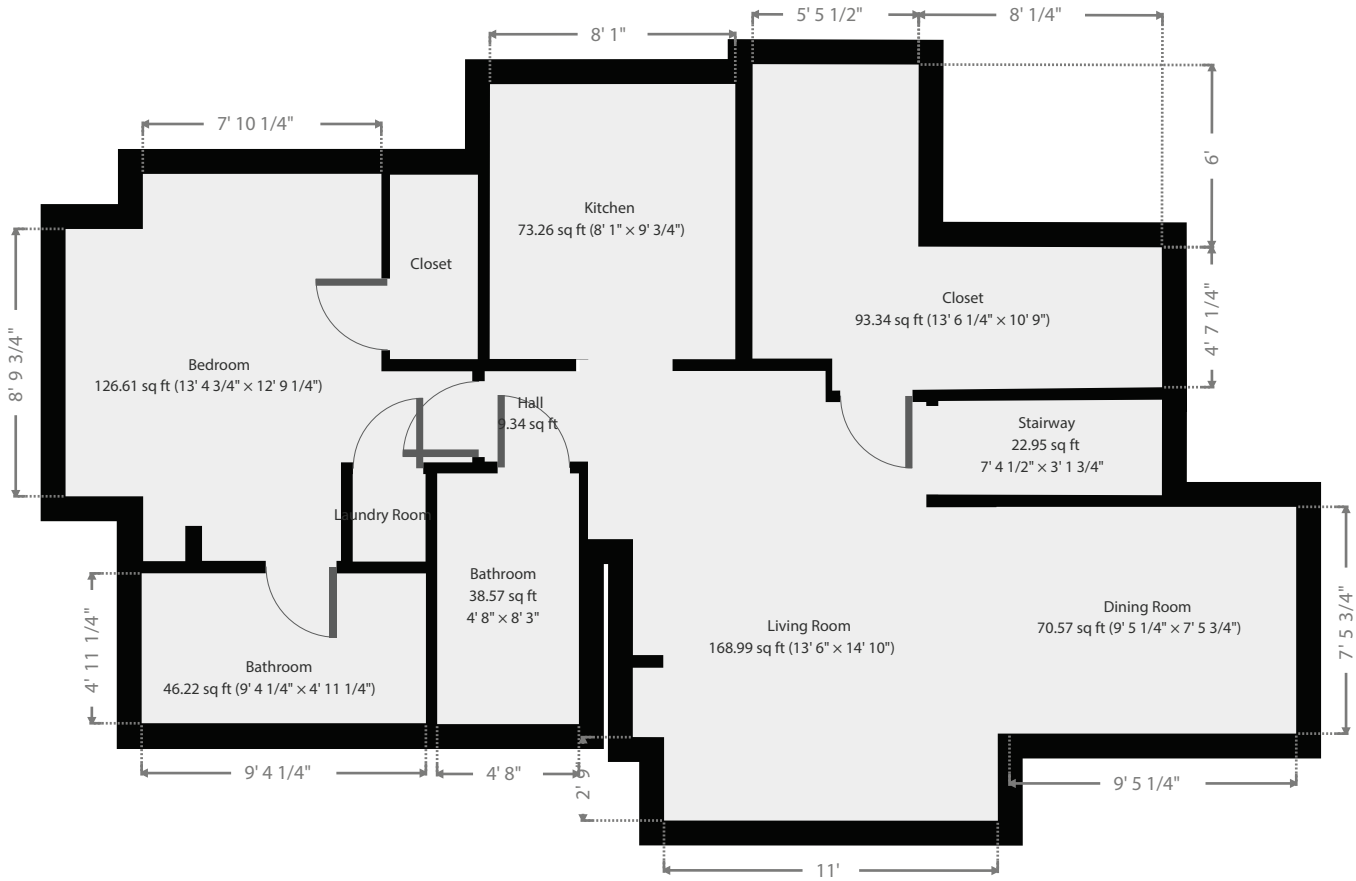 5' 5 1/2"
8' 1/4"
8' 1"
7' 10 1/4"
6'
Kitchen
73.26 sq ft (8' 1" × 9' 3/4")
Closet
Closet
93.34 sq ft (13' 6 1/4" × 10' 9")
4' 7 1/4"
8' 9 3/4"
Bedroom
126.61 sq ft (13' 4 3/4" × 12' 9 1/4")
Hall
9.34 sq ft
Stairway
22.95 sq ft
7' 4 1/2" × 3' 1 3/4"
Laundry Room
Bathroom
38.57 sq ft
4' 8" × 8' 3"
Living Room
168.99 sq ft (13' 6" × 14' 10")
Dining Room
70.57 sq ft (9' 5 1/4" × 7' 5 3/4")
7' 5 3/4"
4' 11 1/4"
Bathroom
46.22 sq ft (9' 4 1/4" × 4' 11 1/4")
9' 4 1/4"
4' 8"
2' 9"
9' 5 1/4"
11'